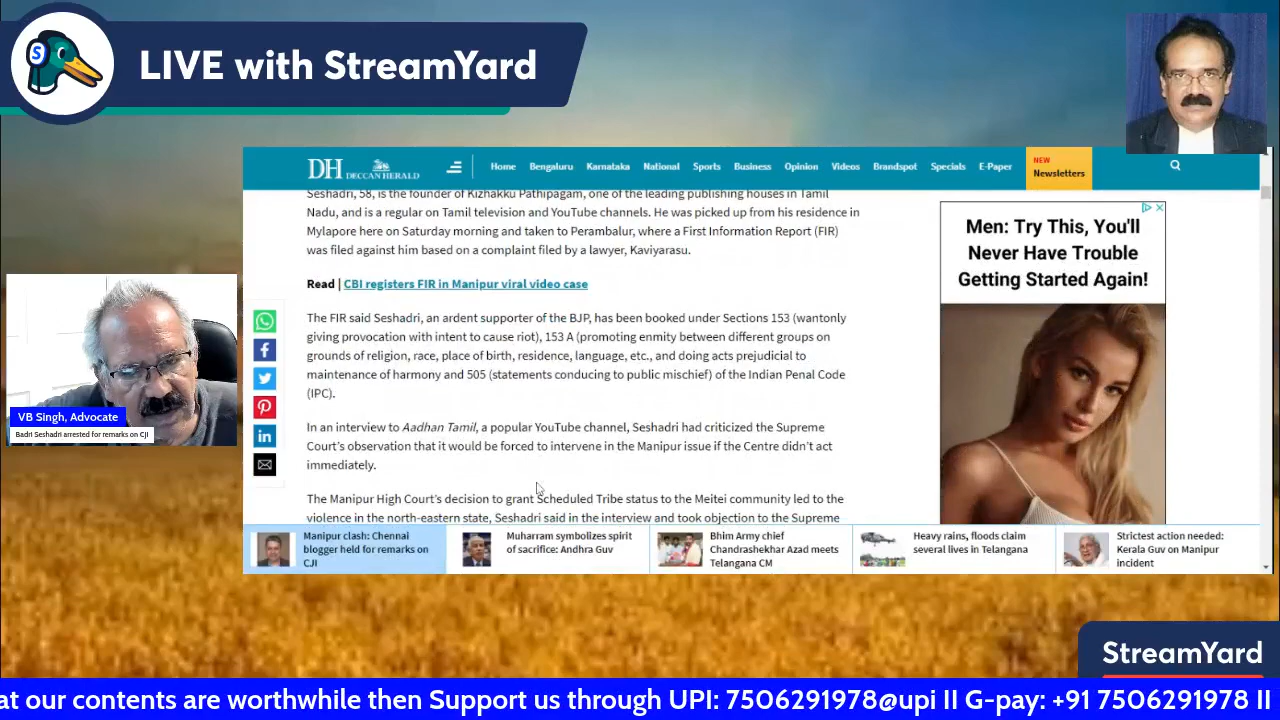 S
LIVE with StreamYard
DH
DECCAN HERALD
Home Bengaluru Karnataka National Sports Business Opinion Videos Brandspot Specials E-Paper
NEW
Newsletters
Seshadri, 58, is the founder of Kizhakku Pathipagam, one of the leading publishing houses in Tamil
Nadu, and is a regular on Tamil television and YouTube channels. He was picked up from his residence in
Mylapore here on Saturday morning and taken to Perambalur, where a First Information Report (FIR)
was filed against him based on a complaint filed by a lawyer, Kaviyarasu.
Read | CBI registers FIR in Manipur viral video case
The FIR said Seshadri, an ardent supporter of the BJP, has been booked under Sections 153 (wantonly
giving provocation with intent to cause riot), 153 A (promoting enmity between different groups on
grounds of religion, race, place of birth, residence, language, etc., and doing acts prejudicial to
maintenance of harmony and 505 (statements conducing to public mischief) of the Indian Penal Code
(IPC).
In an interview to Aadhan Tamil, a popular YouTube channel, Seshadri had criticized the Supreme
Court's observation that it would be forced to intervene in the Manipur issue if the Centre didn't act
immediately.
The Manipur High Court's decision to grant Scheduled Tribe status to the Meitei community led to the
violence in the north-eastern state, Seshadri said in the interview and took objection to the Supreme
Men: Try This, You'll
Never Have Trouble
Getting Started Again!
VB Singh, Advocate
Badri Seshadri arrested for remarks on CJI
Manipur clash: Chennai
blogger held for remarks on
CJI
Muharram symbolizes spirit
of sacrifice: Andhra Guv
Bhim Army chief
Chandrashekhar Azad meets
Telangana CM
Heavy rains, floods claim
several lives in Telangana
Strictest action needed:
Kerala Guv on Manipur
incident
StreamYard
at our contents are worthwhile then Support us through UPI: 7506291978@upi II G-pay: +91 7506291978 II